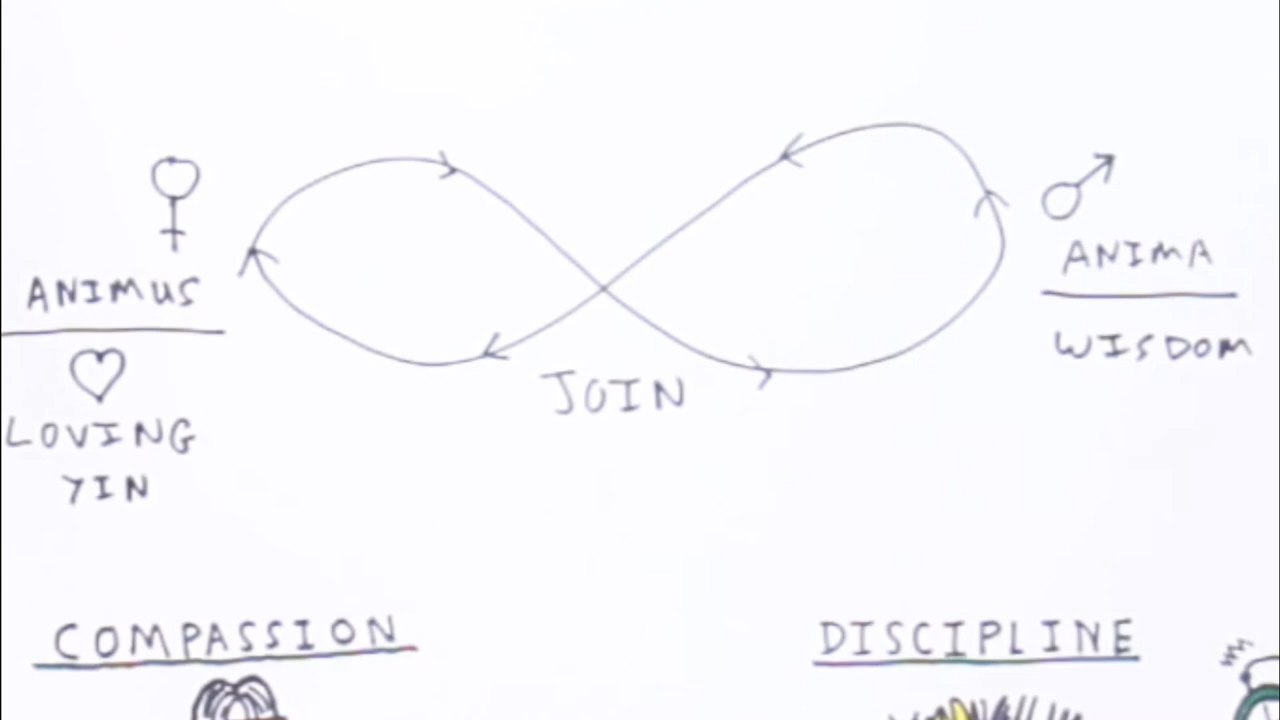 ♀
ANIMUS
♡
LOVING
YIN
JOIN
♂
ANIMA
WISDOM
COMPASSION
DISCIPLINE